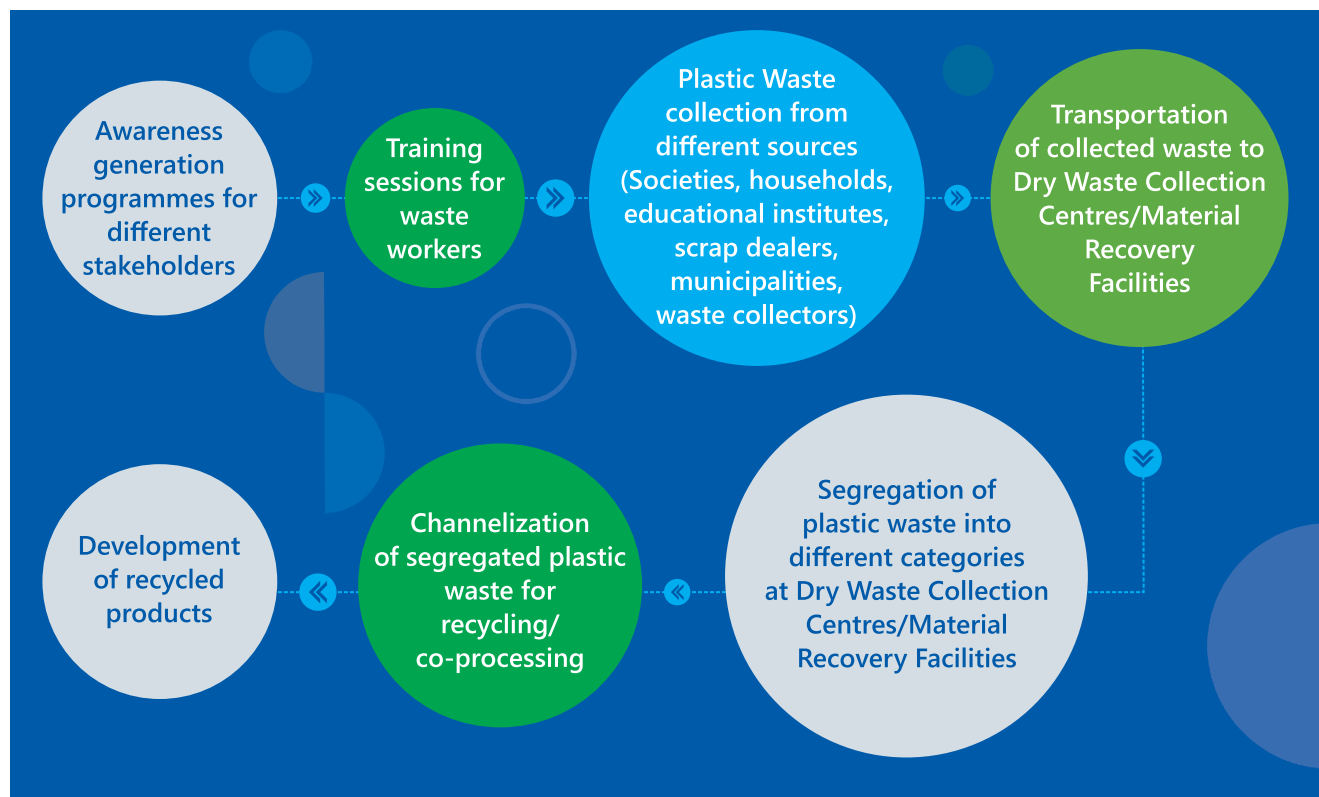 Awareness
generation
programmes for
different
stakeholders
Training
sessions for
waste
workers
Plastic Waste
collection from
different sources
(Societies, households,
educational institutes,
scrap dealers,
municipalities,
waste collectors)
Transportation
of collected waste to
Dry Waste Collection
Centres/Material
Recovery
Facilities
Segregation of
plastic waste into
different categories
at Dry Waste Collection
Centres/Material
Recovery Facilities
Channelization
of segregated plastic
waste for
recycling/
co-processing
Development
of recycled
products